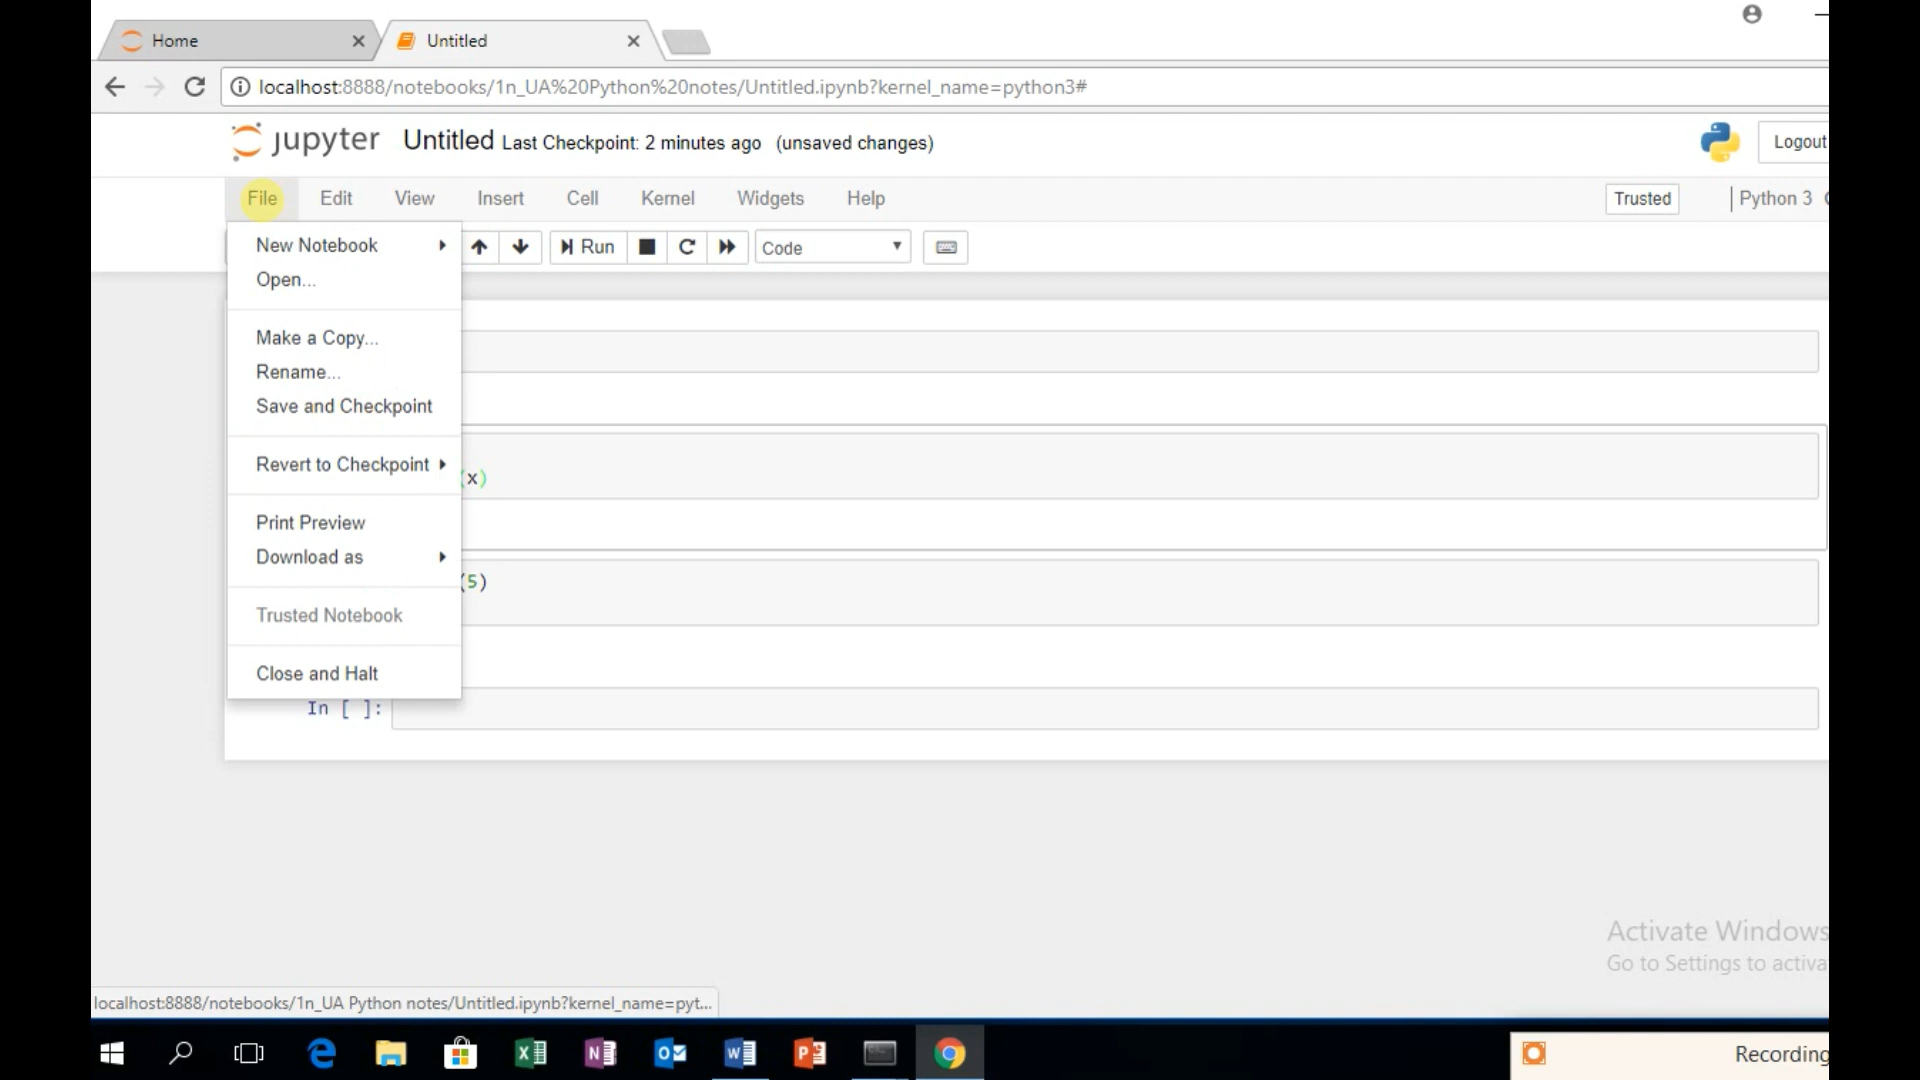 Home
Untitled
localhost:8888/notebooks/1n_UA%20Python%20notes/Untitled.ipynb?kernel_name=python3#
jupyter Untitled Last Checkpoint: 2 minutes ago (unsaved changes)
Logout
File Edit View Insert Cell Kernel Widgets Help
Trusted
Python 3
Run
Code
New Notebook
Open...
Make a Copy...
Rename...
Save and Checkpoint
Revert to Checkpoint
Print Preview
Download as
Trusted Notebook
Close and Halt
(x)
(5)
In [ ]:
Activate Windows
Go to Settings to activa
localhost:8888/notebooks/1n_UA Python notes/Untitled.ipynb?kernel_name=pyt...
Recording